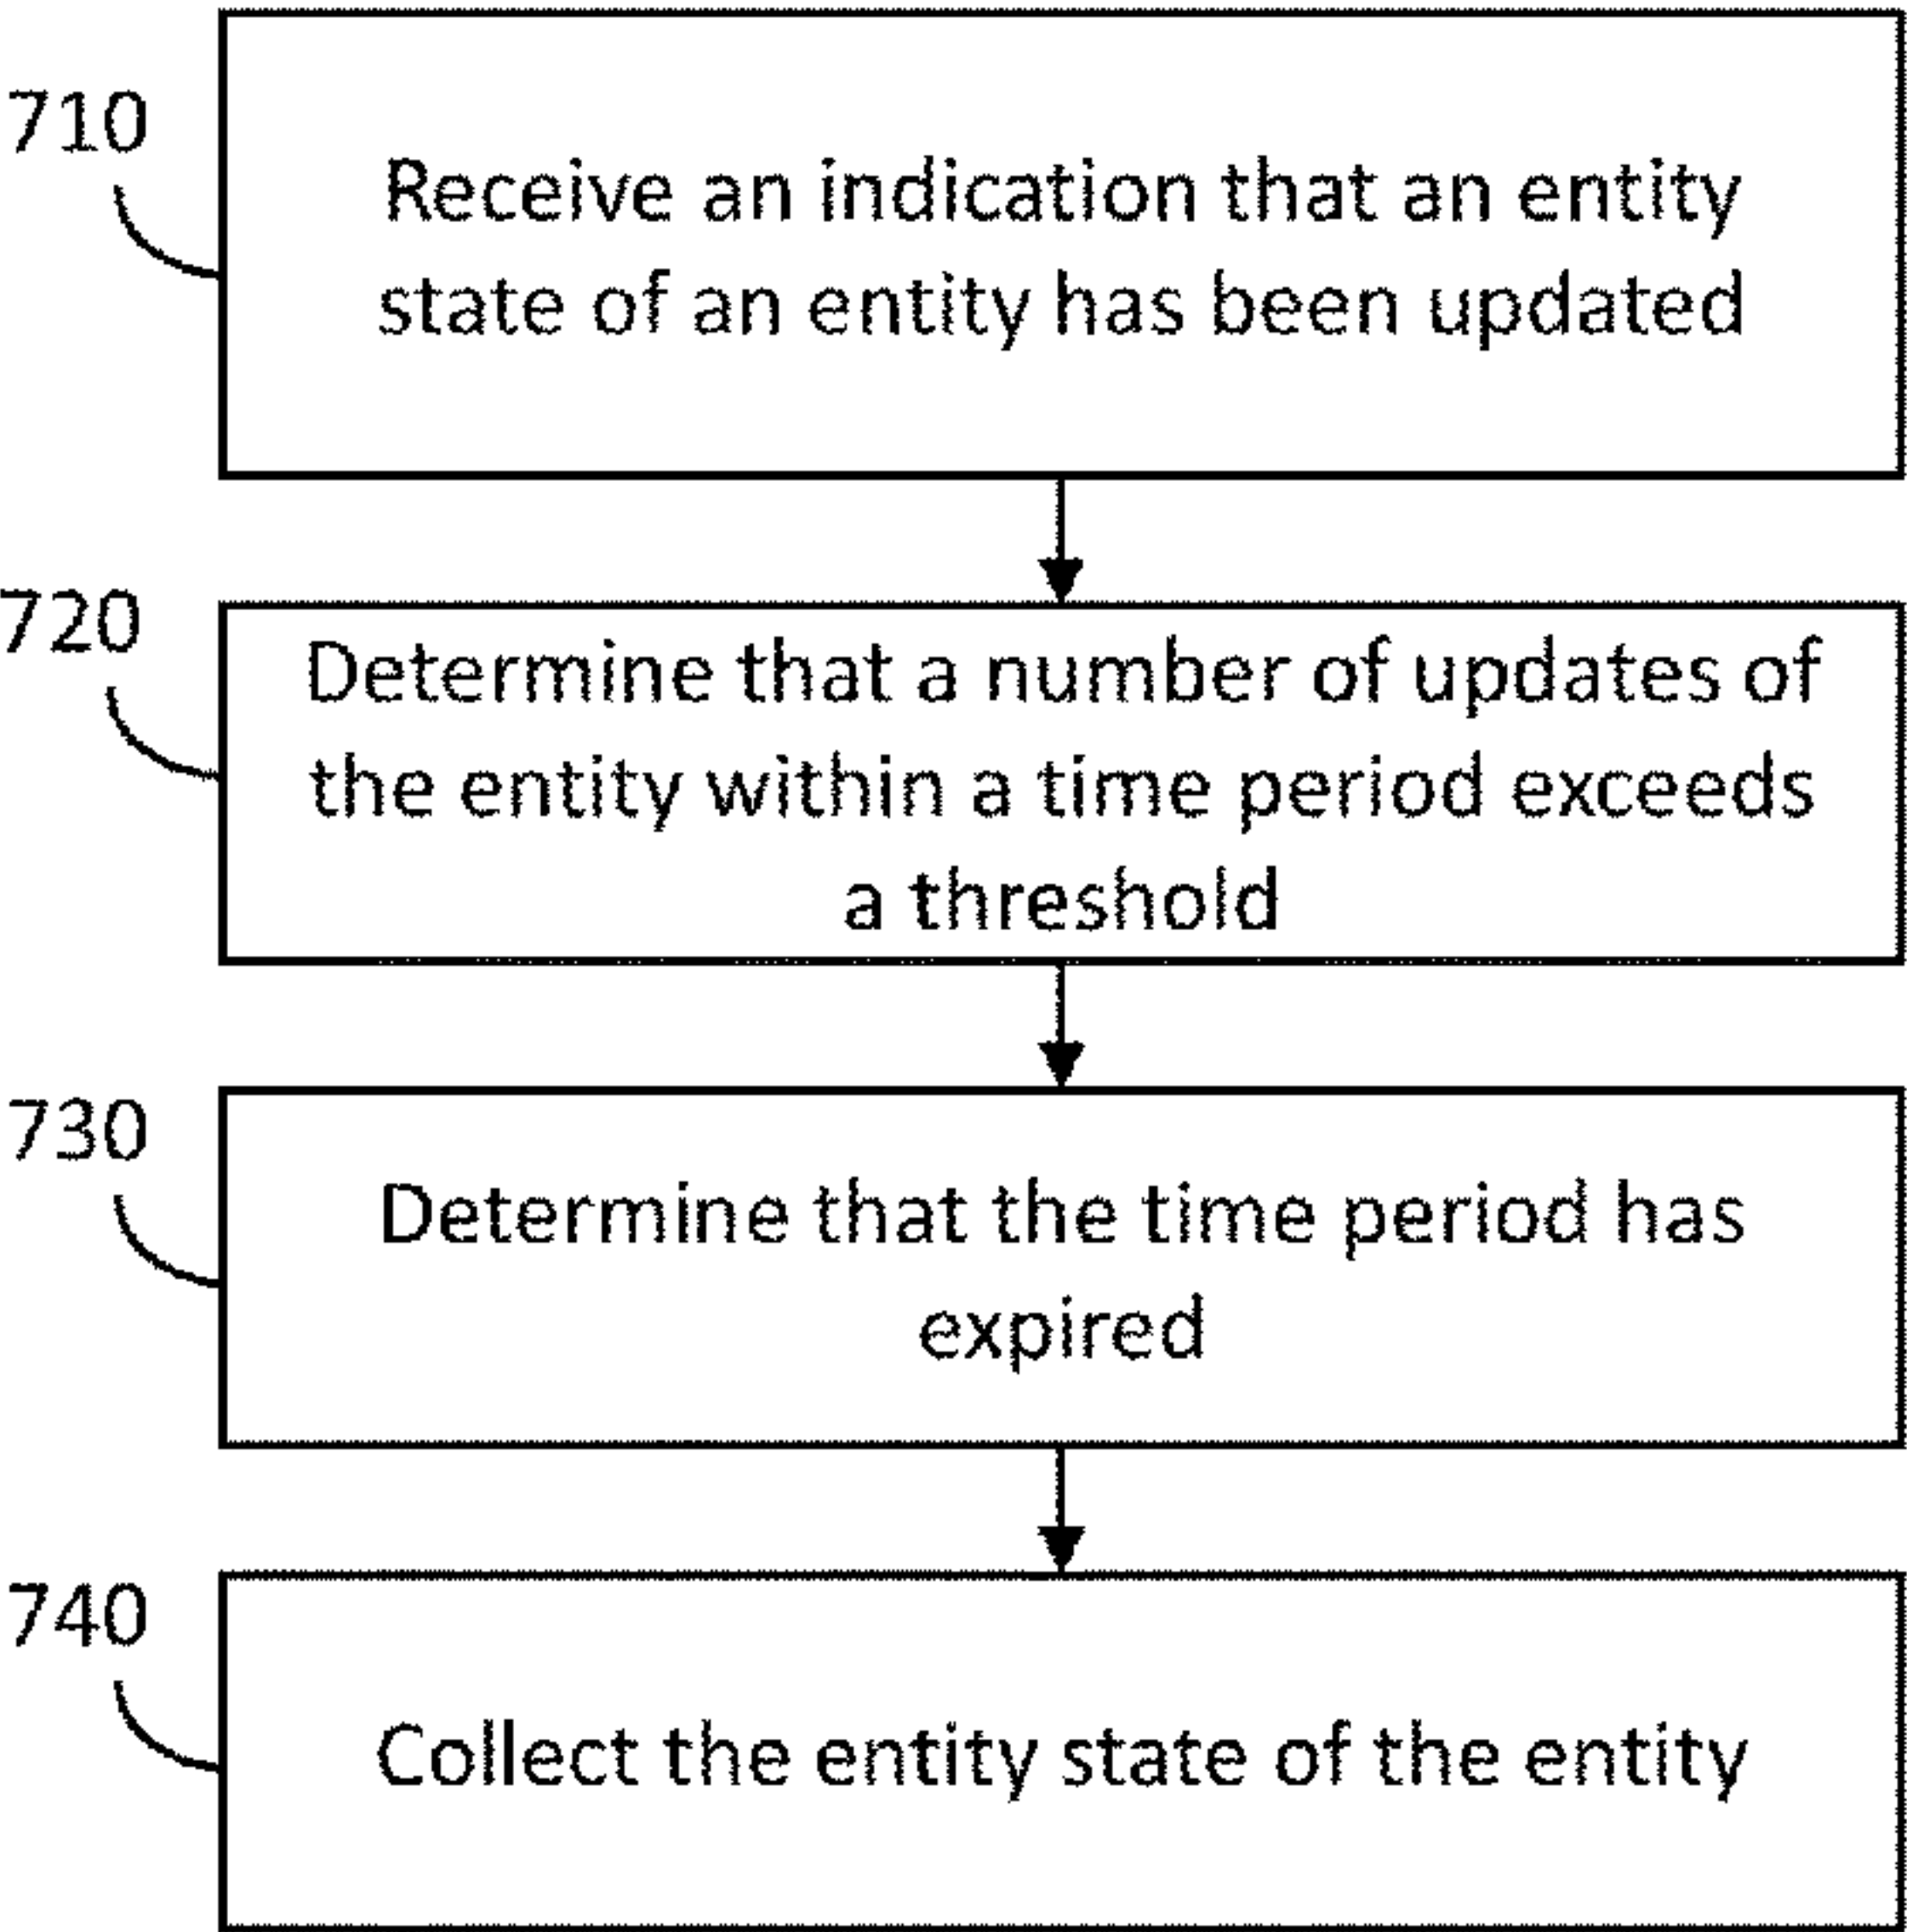 710
Receive an indication that an entity
state of an entity has been updated
720
Determine that a number of updates of
the entity within a time period exceeds
a threshold
730
Determine that the time period has
expired
740
Collect the entity state of the entity